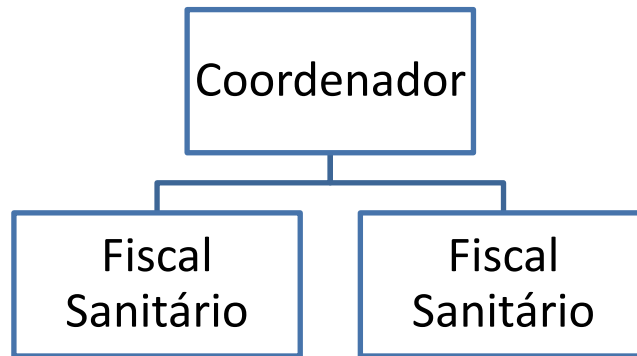 Coordenador
Fiscal
Sanitário
Fiscal
Sanitário